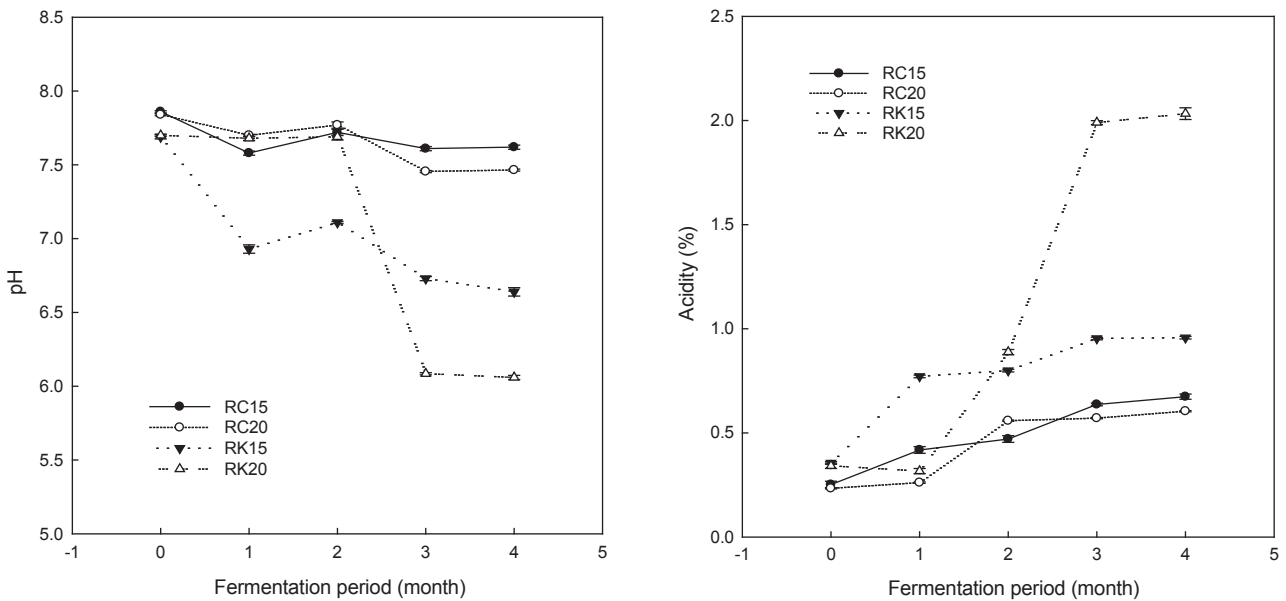 pH
8.5
8.0
7.5
7.0
6.5
6.0
5.5
5.0
RC15
RC20
RK15
RK20
-1 0 1 2 3 4 5
Fermentation period (month)
Acidity (%)
2.5
2.0
1.5
1.0
0.5
0.0
RC15
RC20
RK15
RK20
-1 0 1 2 3 4 5
Fermentation period (month)